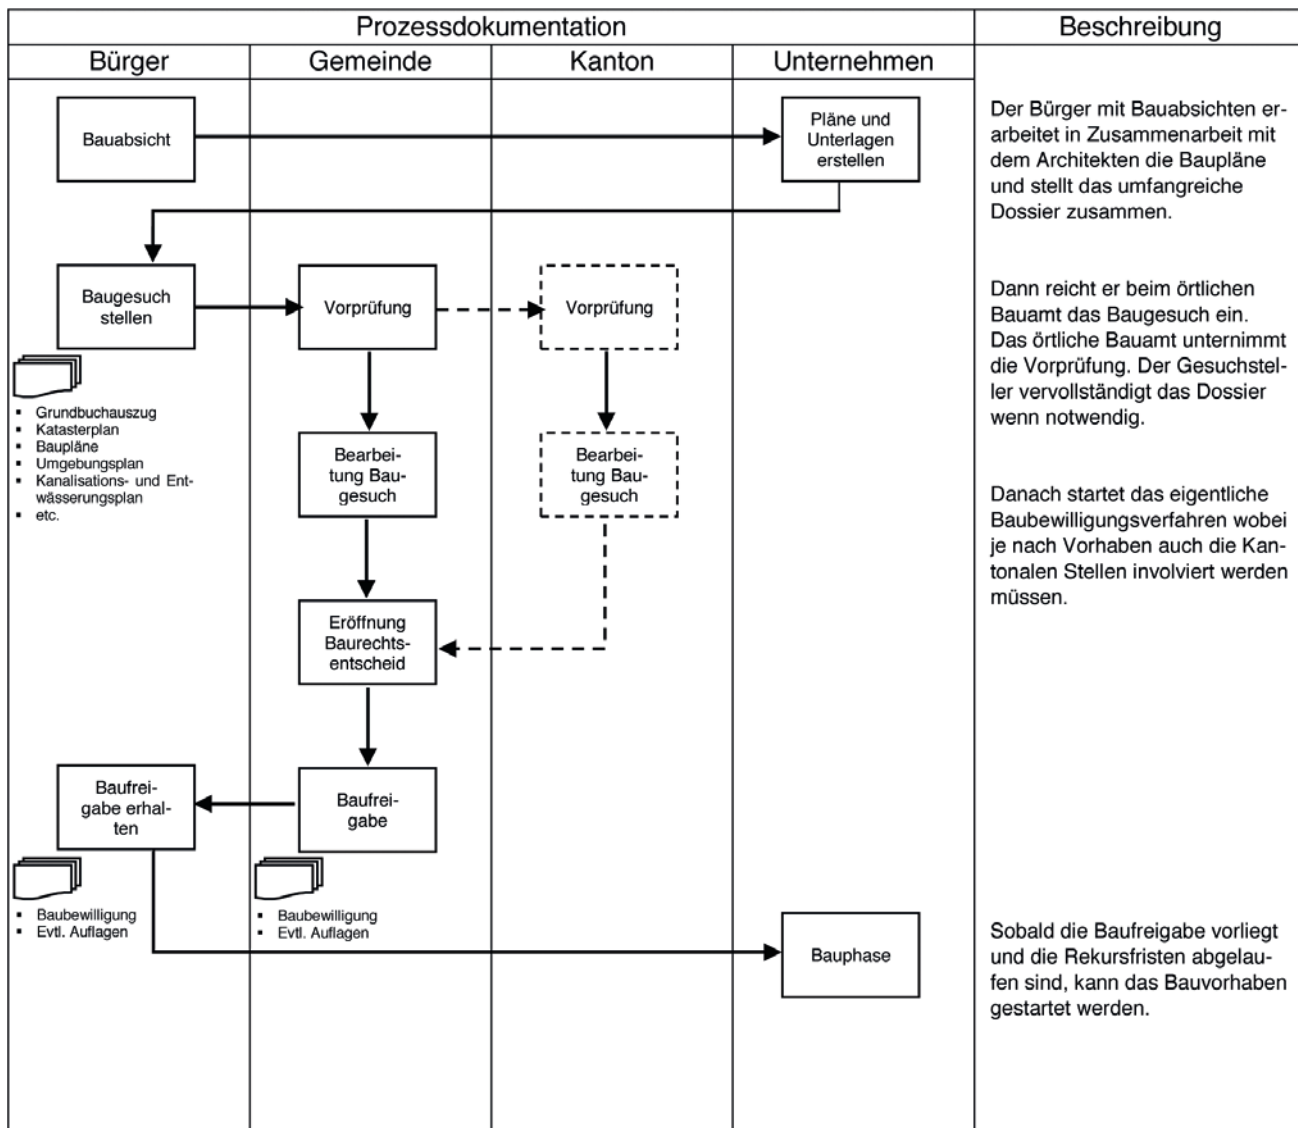 Prozessdokumentation
Beschreibung
Bürger
Gemeinde
Kanton
Unternehmen
Bauabsicht
Pläne und
Unterlagen
erstellen
Der Bürger mit Bauabsichten er-
arbeitet in Zusammenarbeit mit
dem Architekten die Baupläne
und stellt das umfangreiche
Dossier zusammen.
Baugesuch
stellen
Vorprüfung
Vorprüfung
Dann reicht er beim örtlichen
Bauamt das Baugesuch ein.
Das örtliche Bauamt unternimmt
die Vorprüfung. Der Gesuchstel-
ler vervollständigt das Dossier
wenn notwendig.
▪ Grundbuchauszug
▪ Katasterplan
▪ Baupläne
▪ Umgebungsplan
▪ Kanalisations- und Ent-
wässerungsplan
▪ etc.
Bearbei-
tung Bau-
gesuch
Bearbei-
tung Bau-
gesuch
Danach startet das eigentliche
Baubewilligungsverfahren wobei
je nach Vorhaben auch die Kan-
tonalen Stellen involviert werden
müssen.
Eröffnung
Baurechts-
entscheid
Baufrei-
gabe erhal-
ten
Baufrei-
gabe
▪ Baubewilligung
▪ Evtl. Auflagen
▪ Baubewilligung
▪ Evtl. Auflagen
Bauphase
Sobald die Baufreigabe vorliegt
und die Rekursfristen abgelau-
fen sind, kann das Bauvorhaben
gestartet werden.